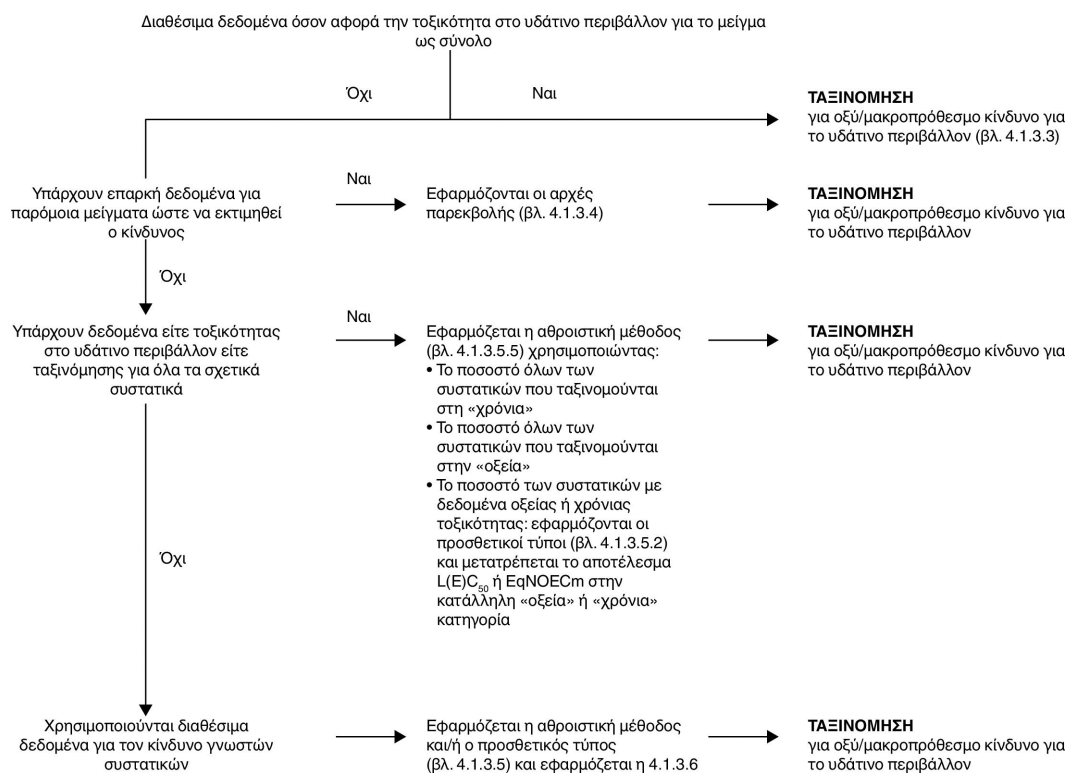 Διαθέσιμα δεδομένα όσον αφορά την τοξικότητα στο υδάτινο περιβάλλον για το μείγμα
ως σύνολο
Όχι
Ναι
ΤΑΞΙΝΟΜΗΣΗ
για οξύ/μακροπρόθεσμο κίνδυνο για
το υδάτινο περιβάλλον (βλ. 4.1.3.3)
Υπάρχουν επαρκή δεδομένα για
παρόμοια μείγματα ώστε να εκτιμηθεί
ο κίνδυνος
Ναι
Εφαρμόζονται οι αρχές
παρεκβολής (βλ. 4.1.3.4)
ΤΑΞΙΝΟΜΗΣΗ
για οξύ/μακροπρόθεσμο κίνδυνο για
το υδάτινο περιβάλλον
Όχι
Υπάρχουν δεδομένα είτε τοξικότητας
στο υδάτινο περιβάλλον είτε
ταξινόμησης για όλα τα σχετικά
συστατικά
Ναι
Εφαρμόζεται η αθροιστική μέθοδος
(βλ. 4.1.3.5.5) χρησιμοποιώντας:
• Το ποσοστό όλων των
συστατικών που ταξινομούνται
στη «χρόνια»
• Το ποσοστό όλων των
συστατικών που ταξινομούνται
στην «οξεία»
• Το ποσοστό των συστατικών με
δεδομένα οξείας ή χρόνιας
τοξικότητας: εφαρμόζονται οι
προσθετικοί τύποι (βλ. 4.1.3.5.2)
και μετατρέπεται το αποτέλεσμα
L(E)C50 ή EqNOECm στην
κατάλληλη «οξεία» ή «χρόνια»
κατηγορία
ΤΑΞΙΝΟΜΗΣΗ
για οξύ/μακροπρόθεσμο κίνδυνο για
το υδάτινο περιβάλλον
Όχι
Χρησιμοποιούνται διαθέσιμα
δεδομένα για τον κίνδυνο γνωστών
συστατικών
Εφαρμόζεται η αθροιστική μέθοδος
και/ή ο προσθετικός τύπος
(βλ. 4.1.3.5) και εφαρμόζεται η 4.1.3.6
ΤΑΞΙΝΟΜΗΣΗ
για οξύ/μακροπρόθεσμο κίνδυνο για
το υδάτινο περιβάλλον